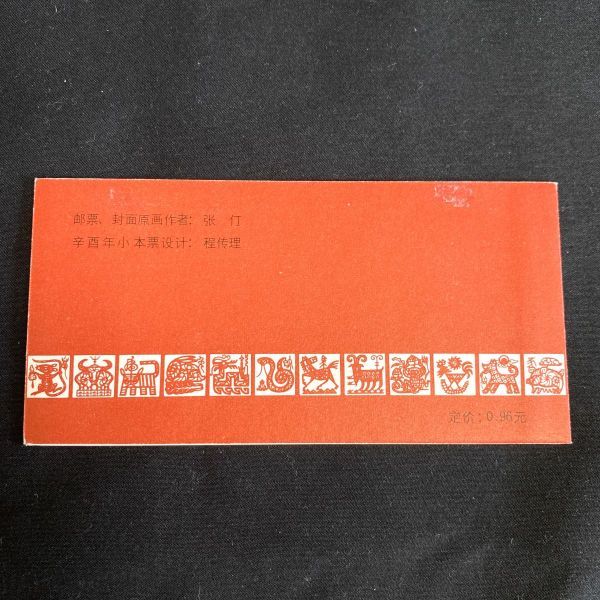 邮票、封面原画作者：张 仃
辛酉年小本票设计：程传理
定价：0.96元